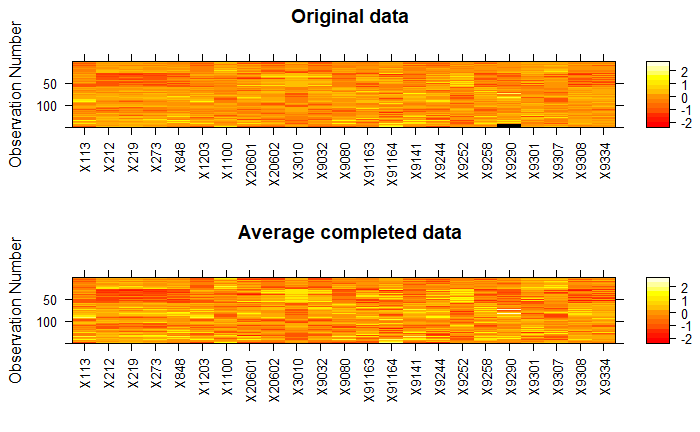 Original data
Observation Number
50
100
2
1
0
-1
-2
X113
X212
X219
X273
X848
X1203
X1100
X20601
X20602
X3010
X9032
X9080
X91163
X91164
X9141
X9244
X9252
X9258
X9290
X9301
X9307
X9308
X9334
Average completed data
Observation Number
50
100
2
1
0
-1
-2
X113
X212
X219
X273
X848
X1203
X1100
X20601
X20602
X3010
X9032
X9080
X91163
X91164
X9141
X9244
X9252
X9258
X9290
X9301
X9307
X9308
X9334